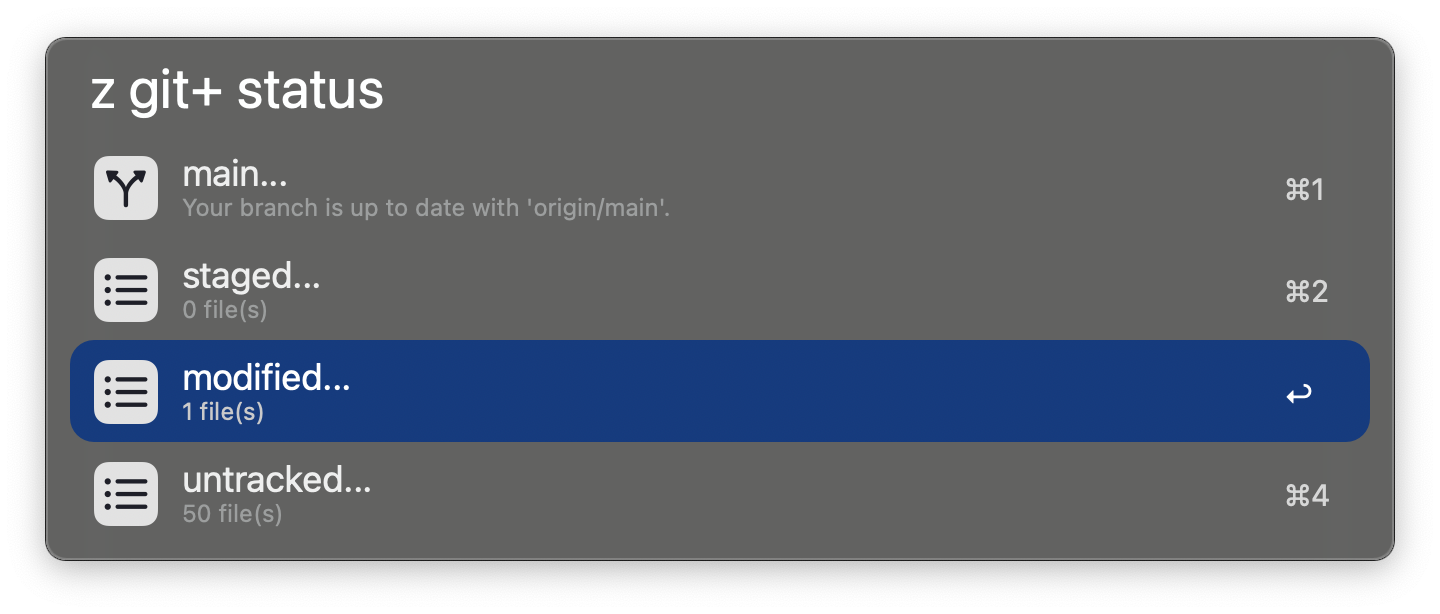 z git+ status
main...
Your branch is up to date with 'origin/main'.
⌘1
staged...
0 file(s)
⌘2
modified...
1 file(s)
↩
untracked...
50 file(s)
⌘4